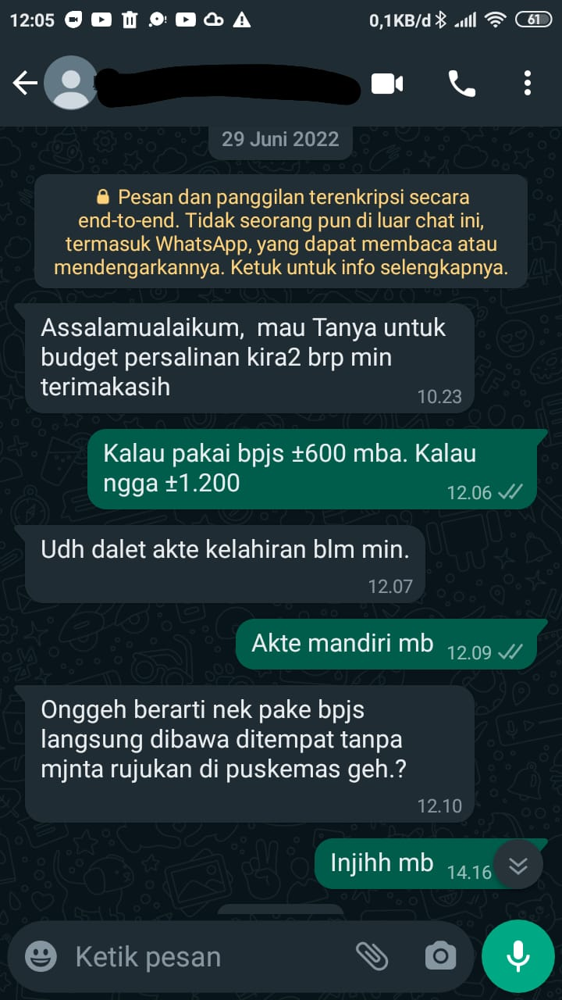 12:05
0,1KB/d
61
29 Juni 2022
Pesan dan panggilan terenkripsi secara
end-to-end. Tidak seorang pun di luar chat ini,
termasuk WhatsApp, yang dapat membaca atau
mendengarkannya. Ketuk untuk info selengkapnya.
Assalamualaikum, mau Tanya untuk
budget persalinan kira2 brp min
terimakasih
10.23
Kalau pakai bpjs ±600 mba. Kalau
ngga ±1.200
12.06
Udh dalet akte kelahiran blm min.
12.07
Akte mandiri mb
12.09
Onggeh berarti nek pake bpjs
langsung dibawa ditempat tanpa
mjnta rujukan di puskemas geh.?
12.10
Injihh mb
14.16
Ketik pesan